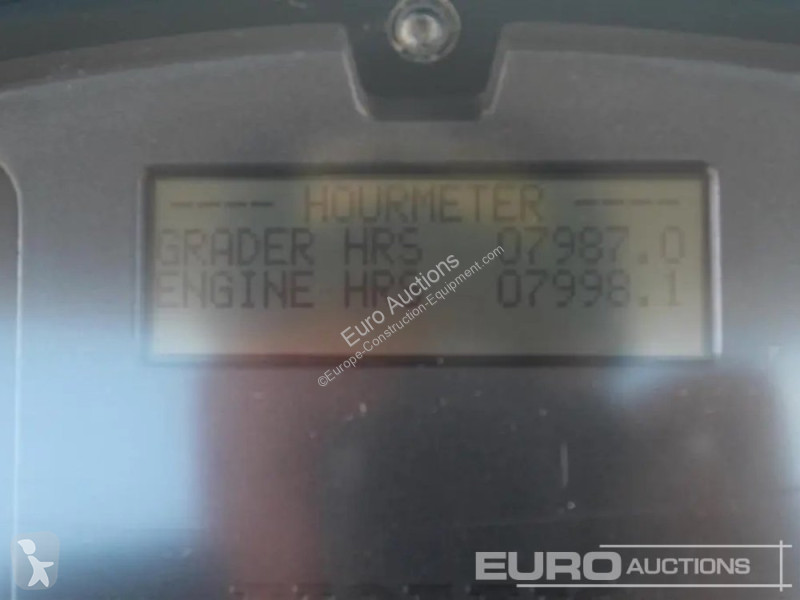 ---- HOURMETER ----
GRADER HRS 07987.0
ENGINE HRS 07998.1
Euro Auctions
©Europe-Construction-Equipment.com
EURO AUCTIONS